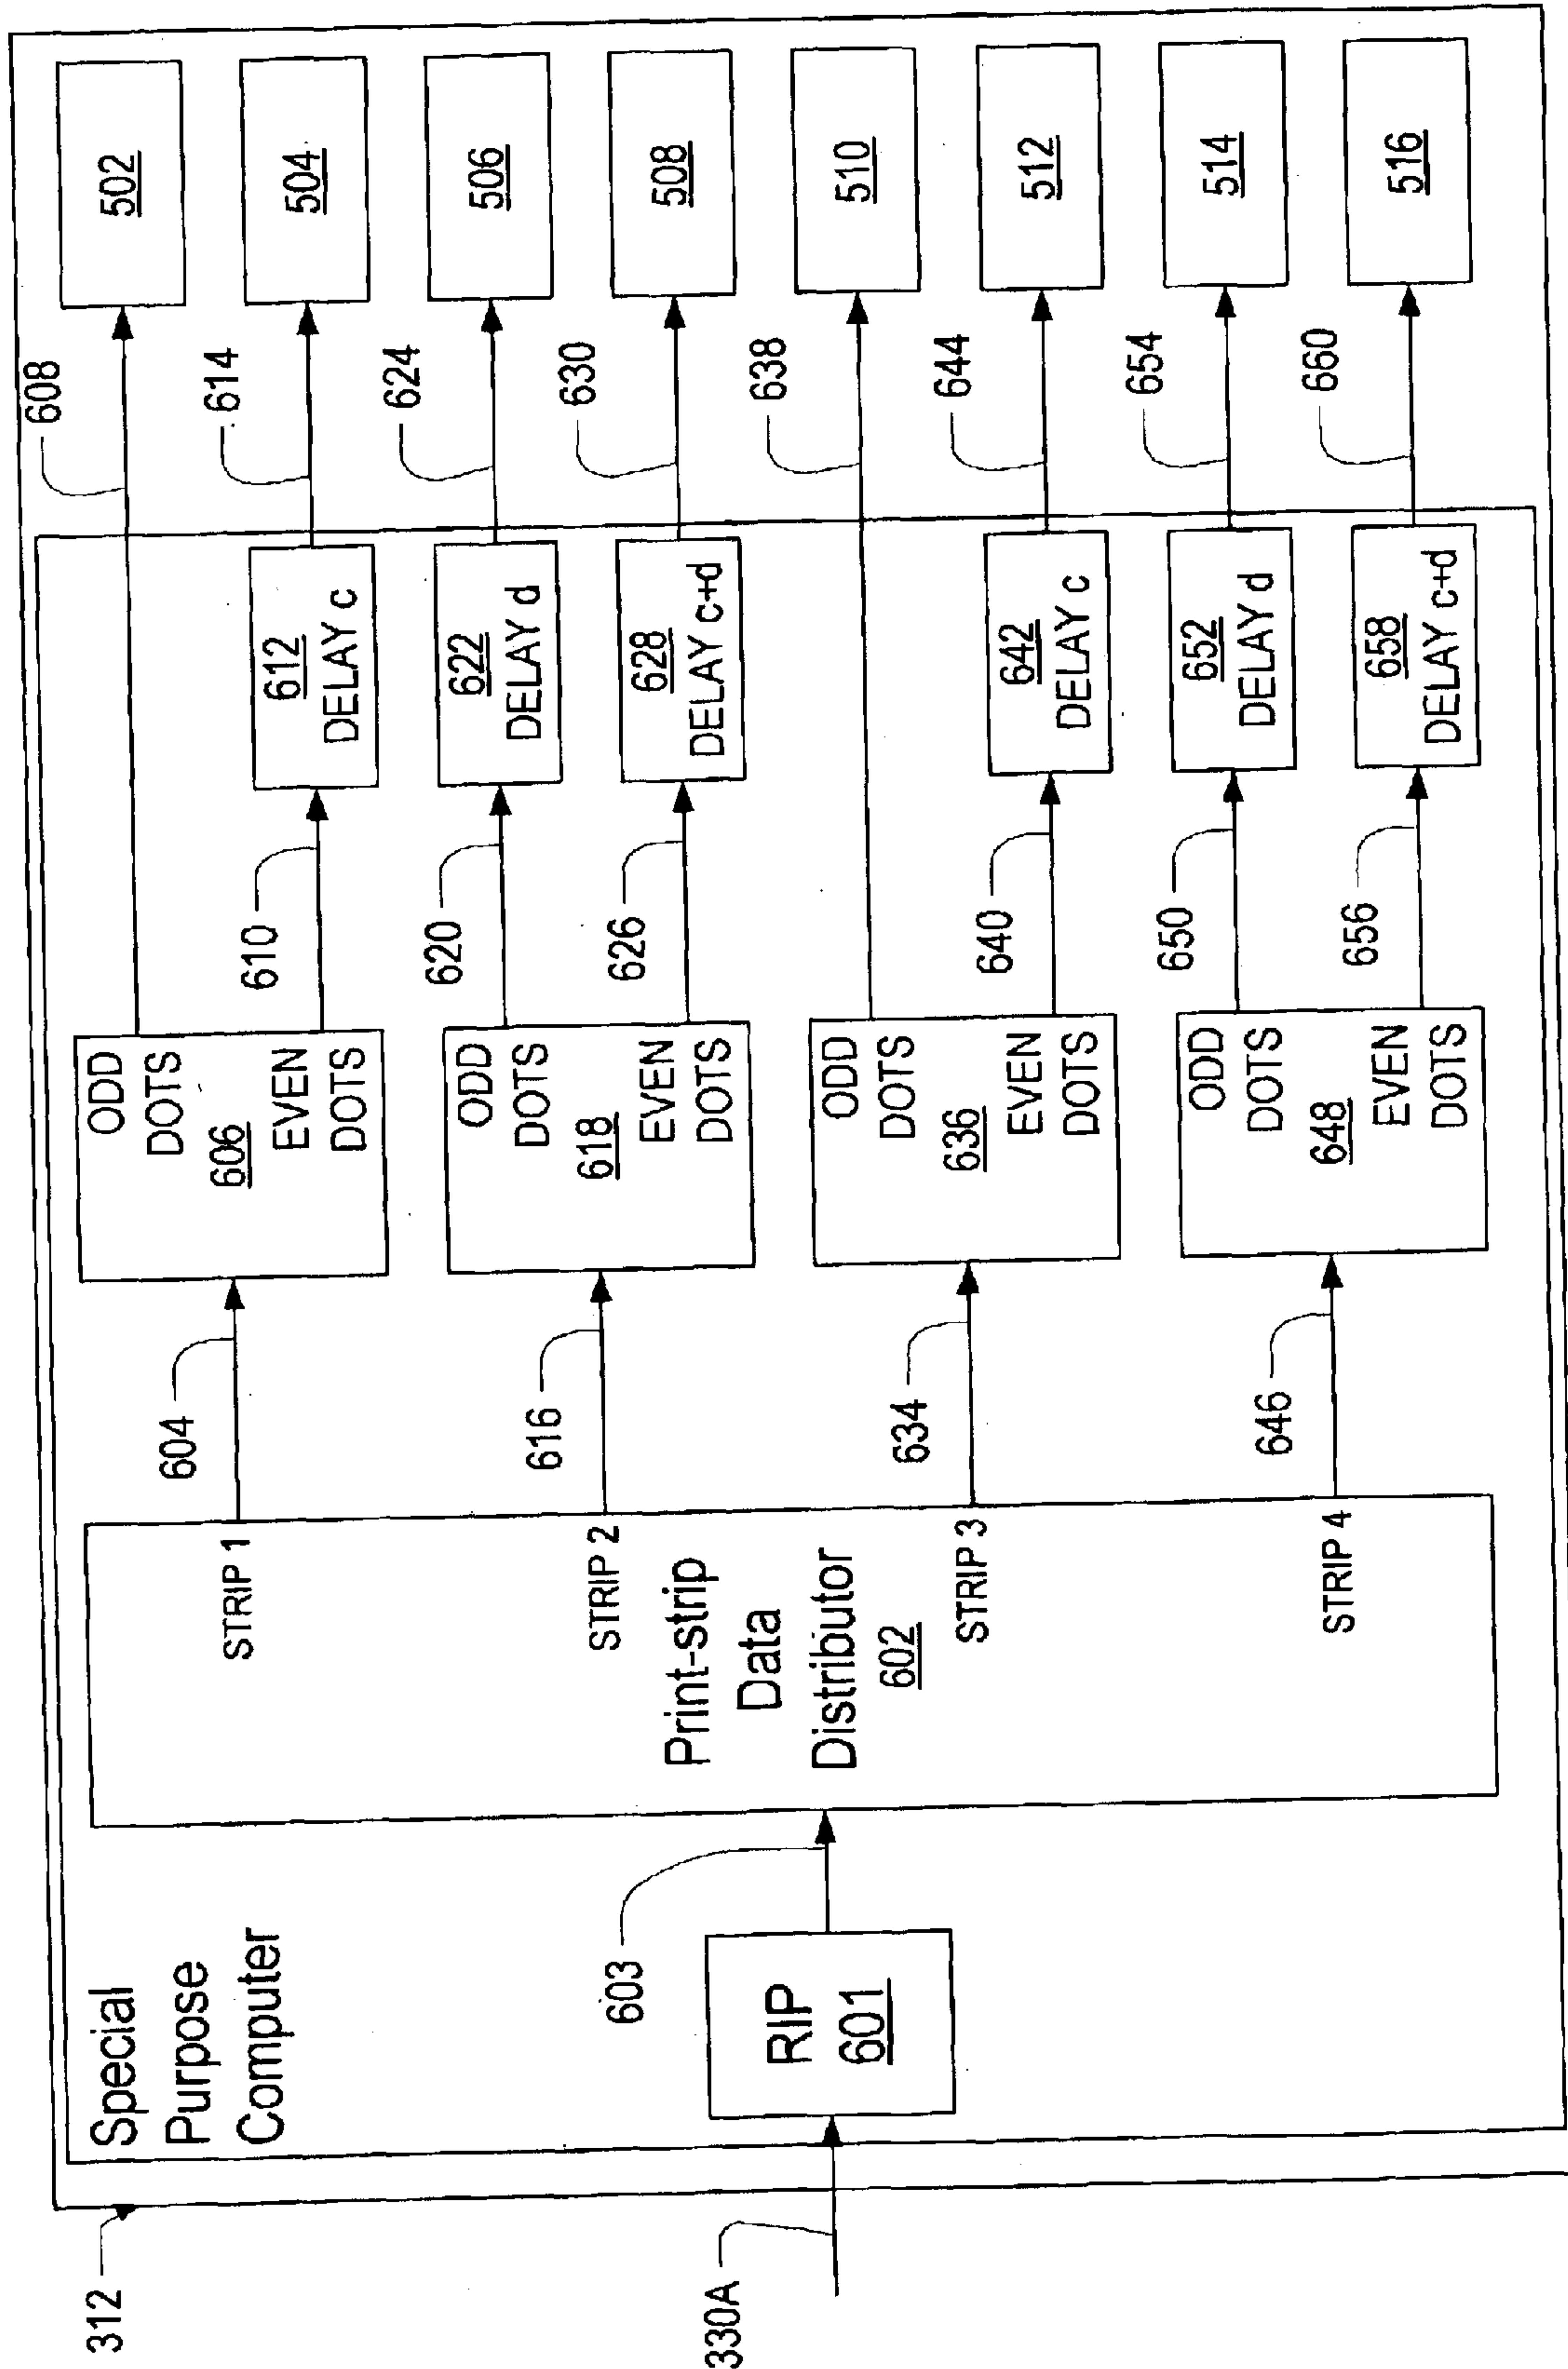 312
330A
Special
Purpose
Computer
RIP
601
603
Print-strip
Data
Distributor
602
STRIP 1
STRIP 2
STRIP 3
STRIP 4
604
616
634
646
ODD
DOTS
606
EVEN
DOTS
ODD
DOTS
618
EVEN
DOTS
ODD
DOTS
636
EVEN
DOTS
ODD
DOTS
648
EVEN
DOTS
610
620
626
640
650
656
612
DELAY c
622
DELAY d
628
DELAY c+d
642
DELAY c
652
DELAY d
658
DELAY c+d
608
614
624
630
638
644
654
660
502
504
506
508
510
512
514
516